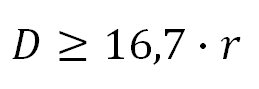 D ≥ 16,7 · r